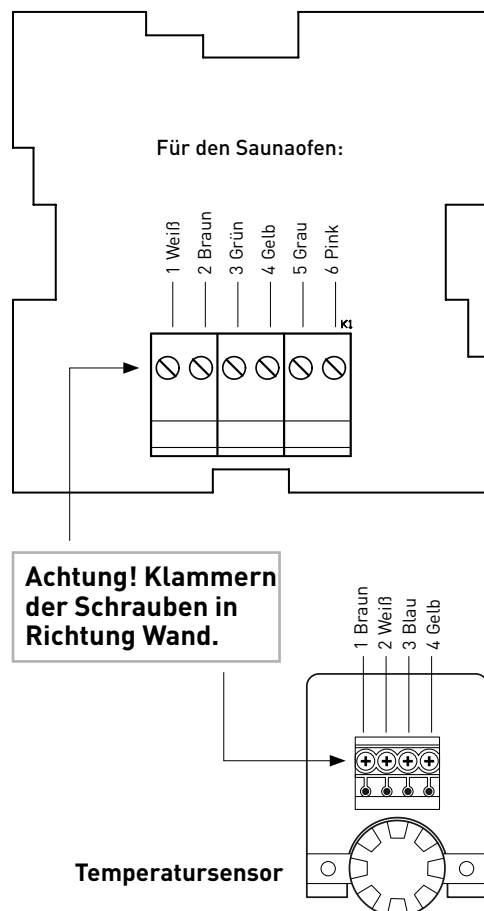 Für den Saunaofen:
1 Weiß
2 Braun
3 Grün
4 Gelb
5 Grau
6 Pink
K1
Achtung! Klammern
der Schrauben in
Richtung Wand.
1 Braun
2 Weiß
3 Blau
4 Gelb
Temperatursensor